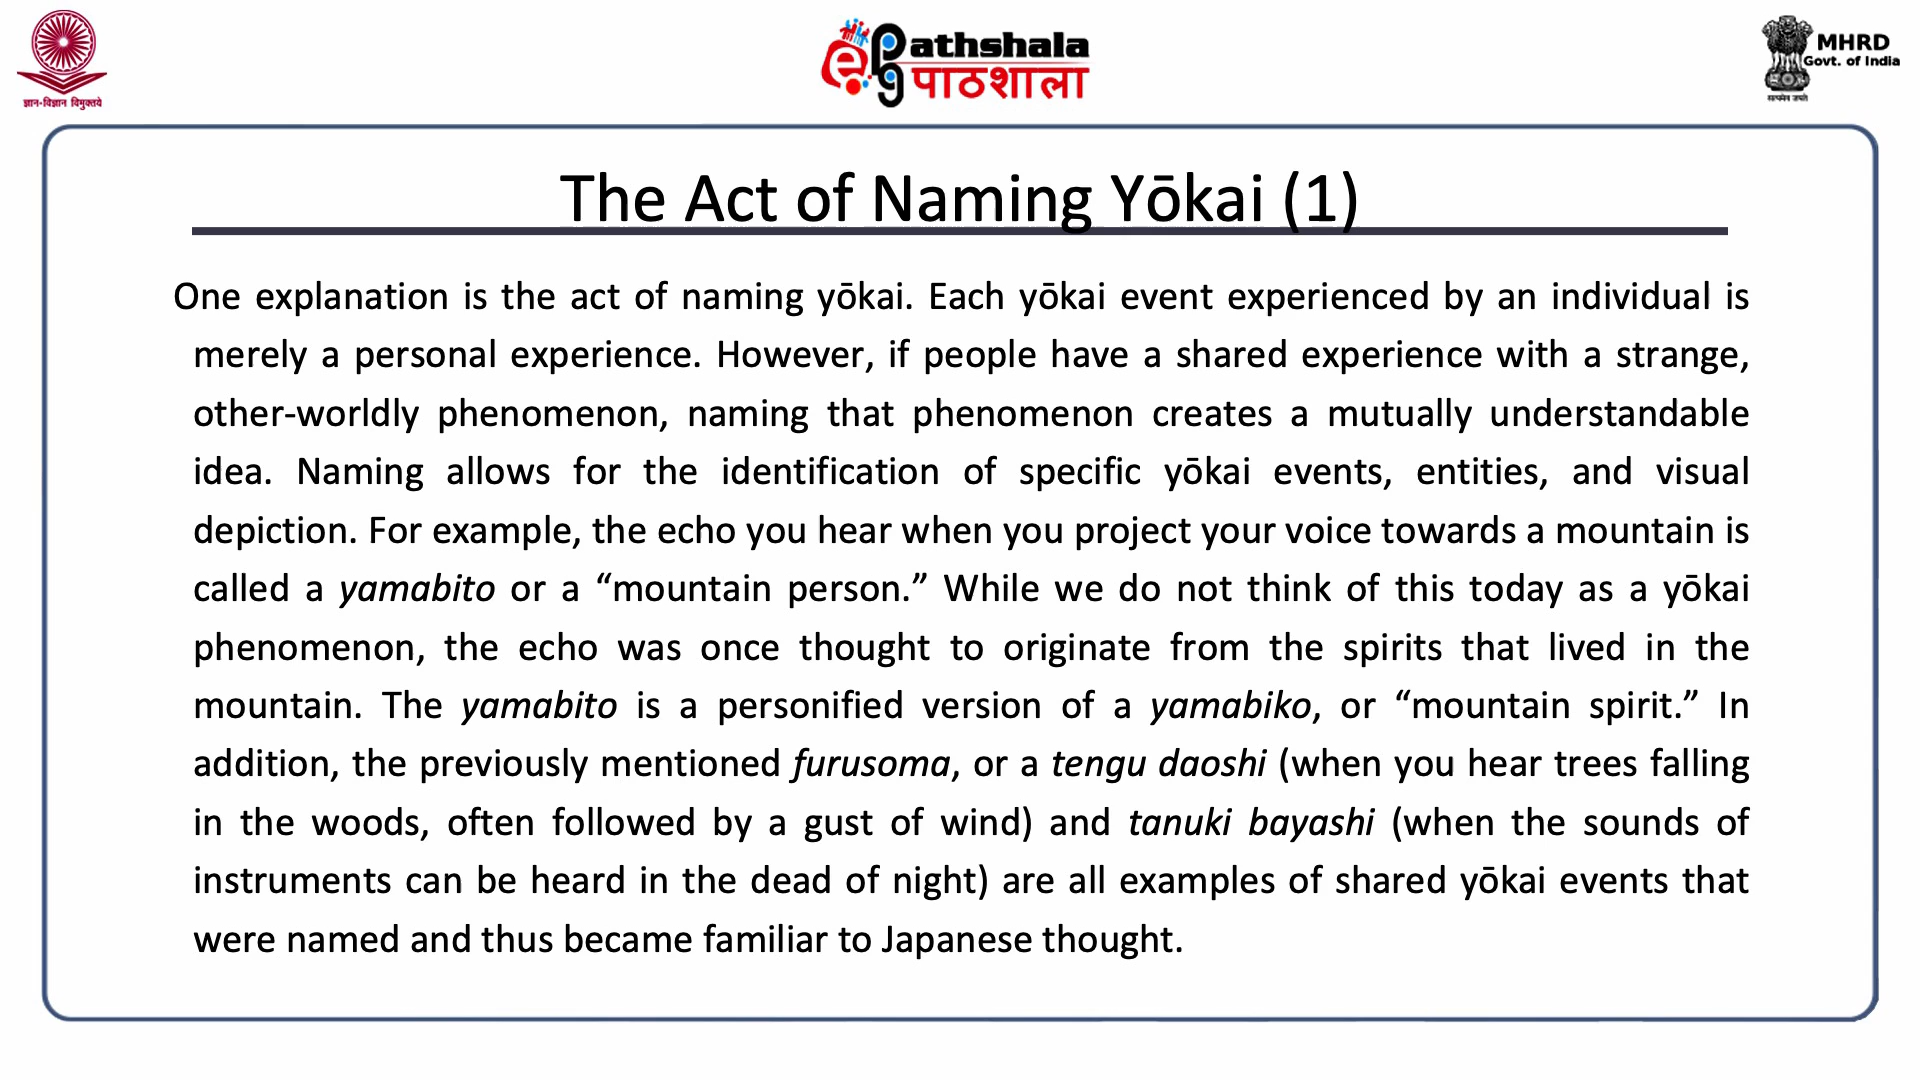 ज्ञान-विज्ञान विमुक्तये
ePG athshala
पाठशाला
MHRD
Govt. of India
सत्यमेव जयते
The Act of Naming Yōkai (1)
One explanation is the act of naming yōkai. Each yōkai event experienced by an individual is
merely a personal experience. However, if people have a shared experience with a strange,
other-worldly phenomenon, naming that phenomenon creates a mutually understandable
idea. Naming allows for the identification of specific yōkai events, entities, and visual
depiction. For example, the echo you hear when you project your voice towards a mountain is
called a yamabito or a “mountain person.” While we do not think of this today as a yōkai
phenomenon, the echo was once thought to originate from the spirits that lived in the
mountain. The yamabito is a personified version of a yamabiko, or “mountain spirit.” In
addition, the previously mentioned furusoma, or a tengu daoshi (when you hear trees falling
in the woods, often followed by a gust of wind) and tanuki bayashi (when the sounds of
instruments can be heard in the dead of night) are all examples of shared yōkai events that
were named and thus became familiar to Japanese thought.